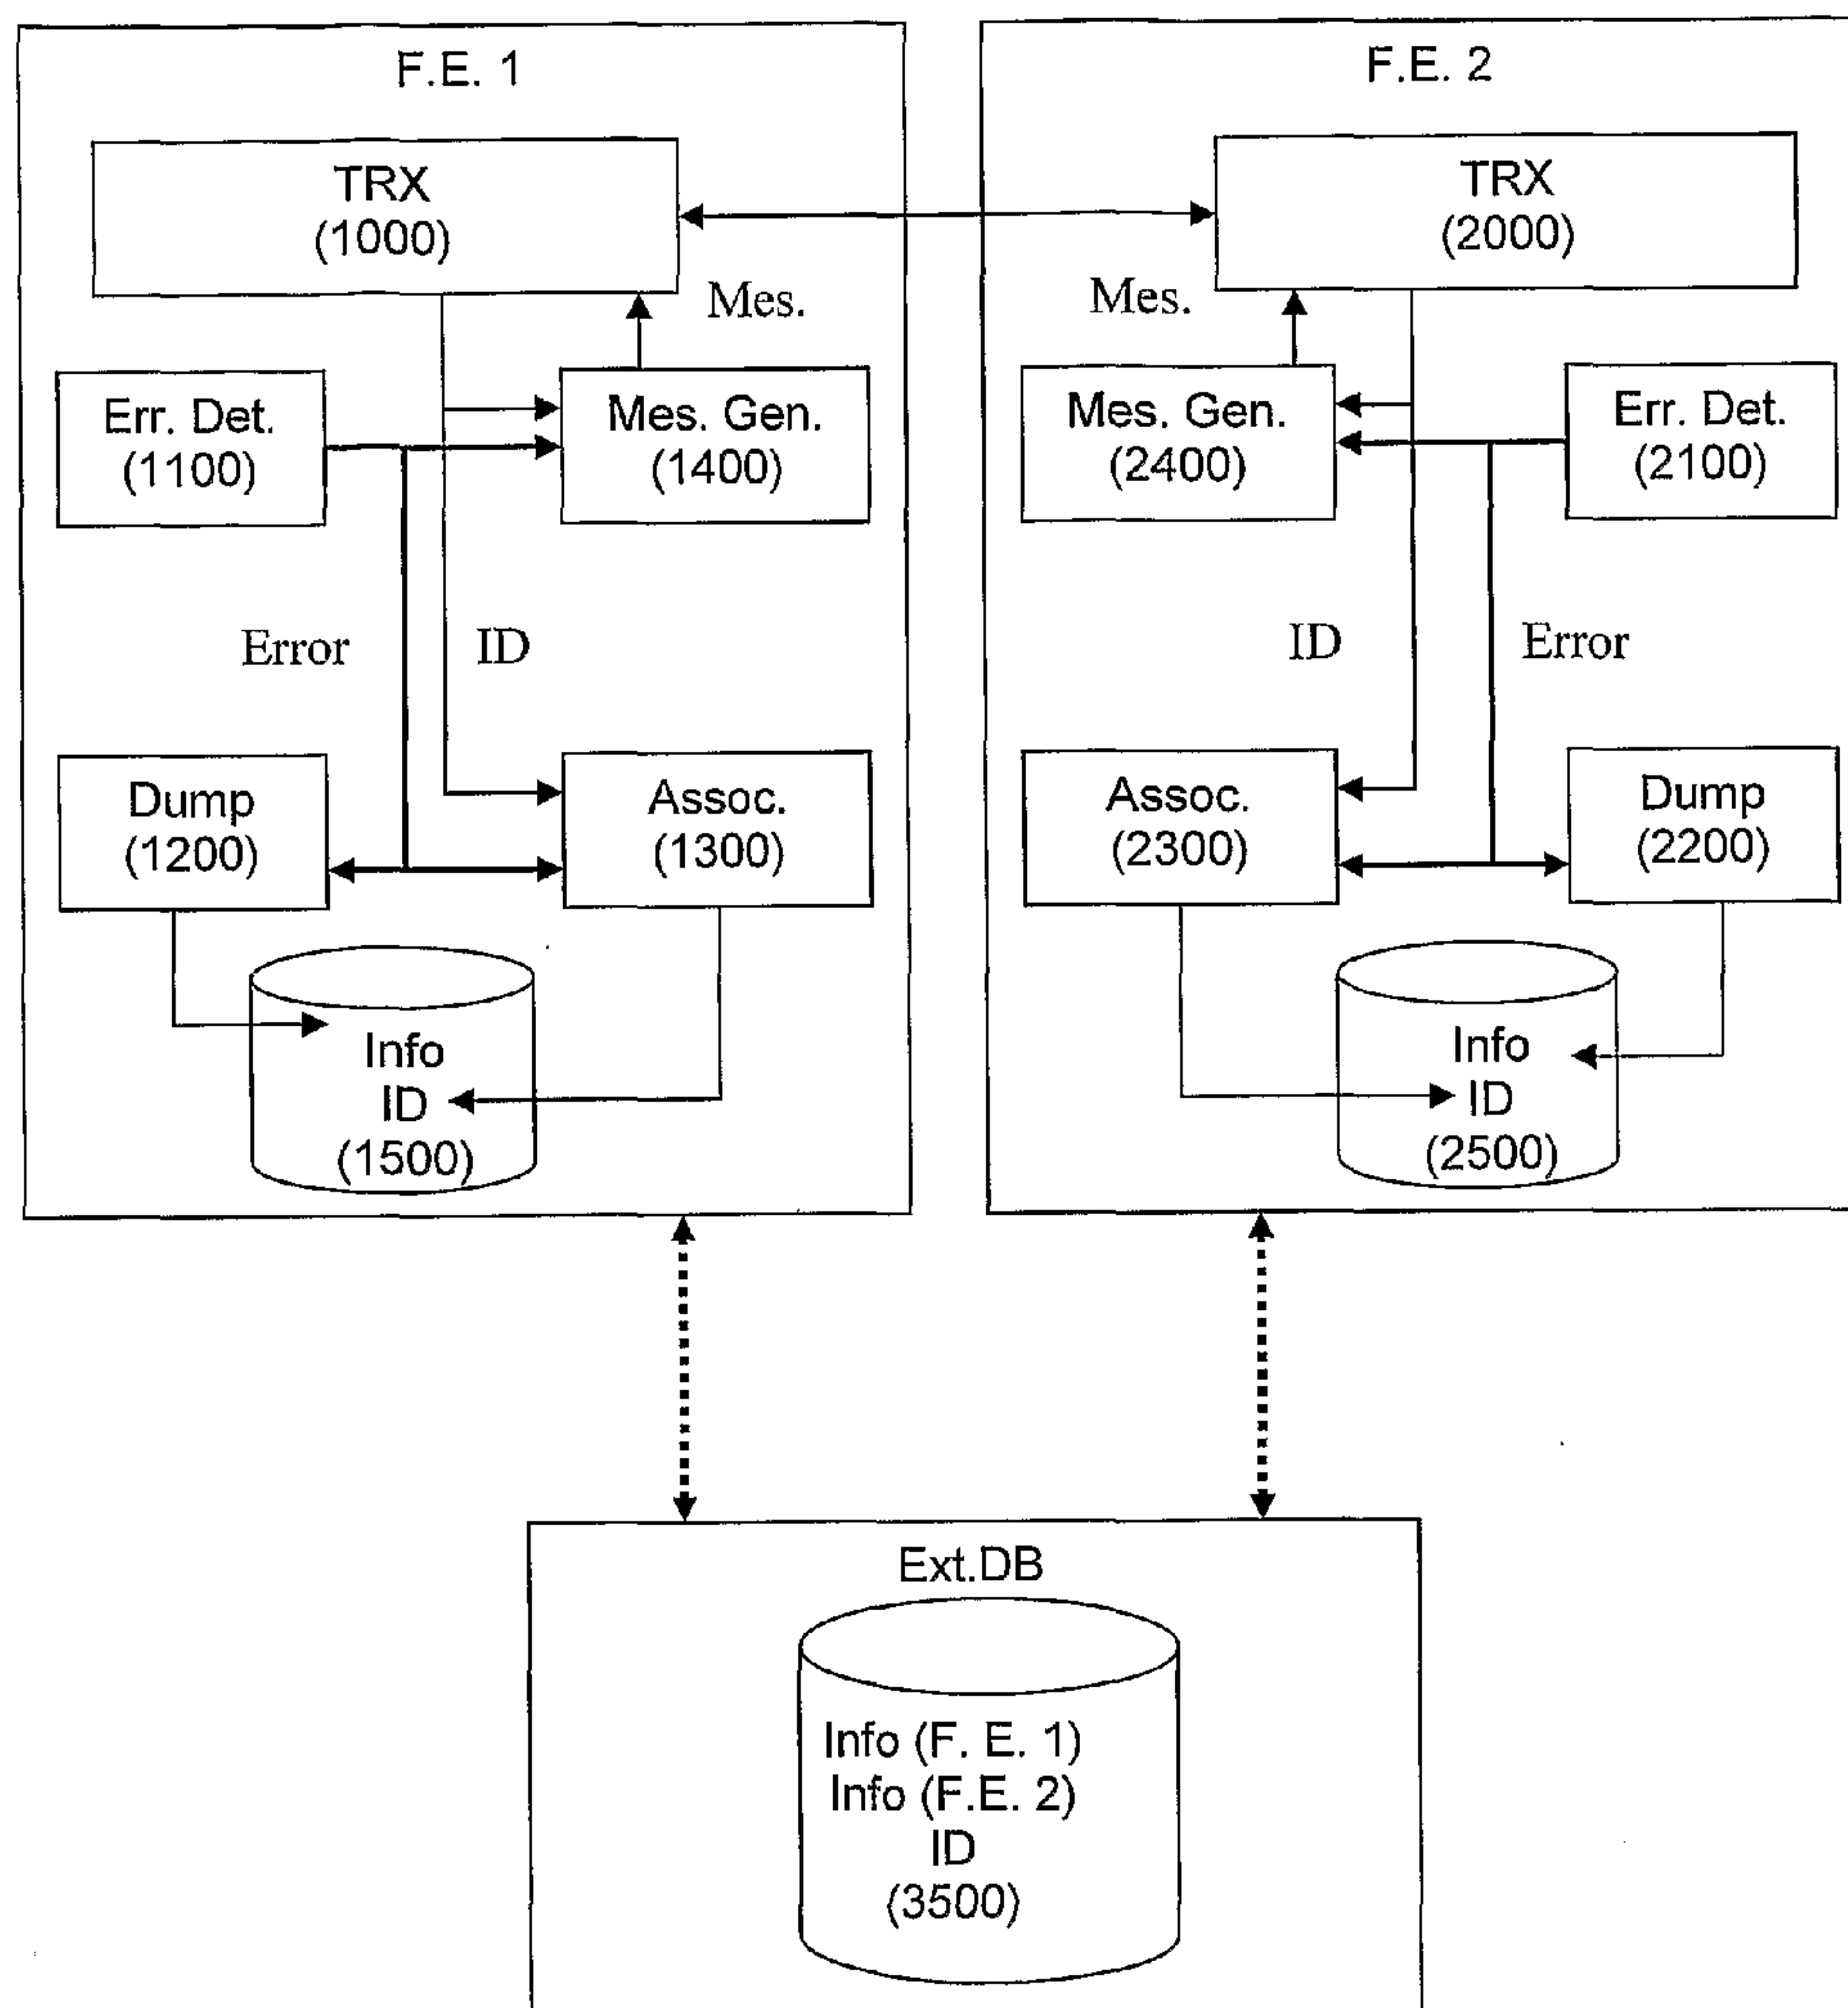 F.E. 1
TRX
(1000)
Mes.
Err. Det.
(1100)
Mes. Gen.
(1400)
Error
ID
Dump
(1200)
Assoc.
(1300)
Info
ID
(1500)
F.E. 2
TRX
(2000)
Mes.
Mes. Gen.
(2400)
Err. Det.
(2100)
ID
Error
Assoc.
(2300)
Dump
(2200)
Info
ID
(2500)
Ext.DB
Info (F. E. 1)
Info (F.E. 2)
ID
(3500)